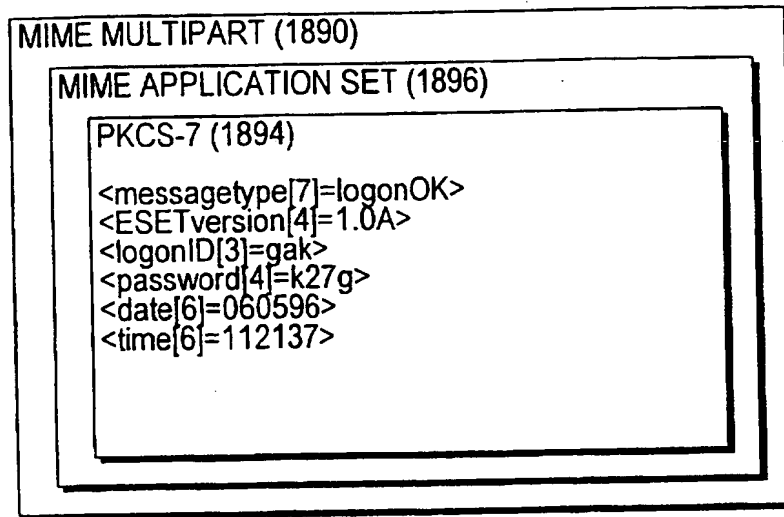 MIME MULTIPART (1890)
MIME APPLICATION SET (1896)
PKCS-7 (1894)
<messagetype[7]=logonOK>
<ESETversion[4]=1.0A>
<logonID[3]=gak>
<password[4]=k27g>
<date[6]=060596>
<time[6]=112137>